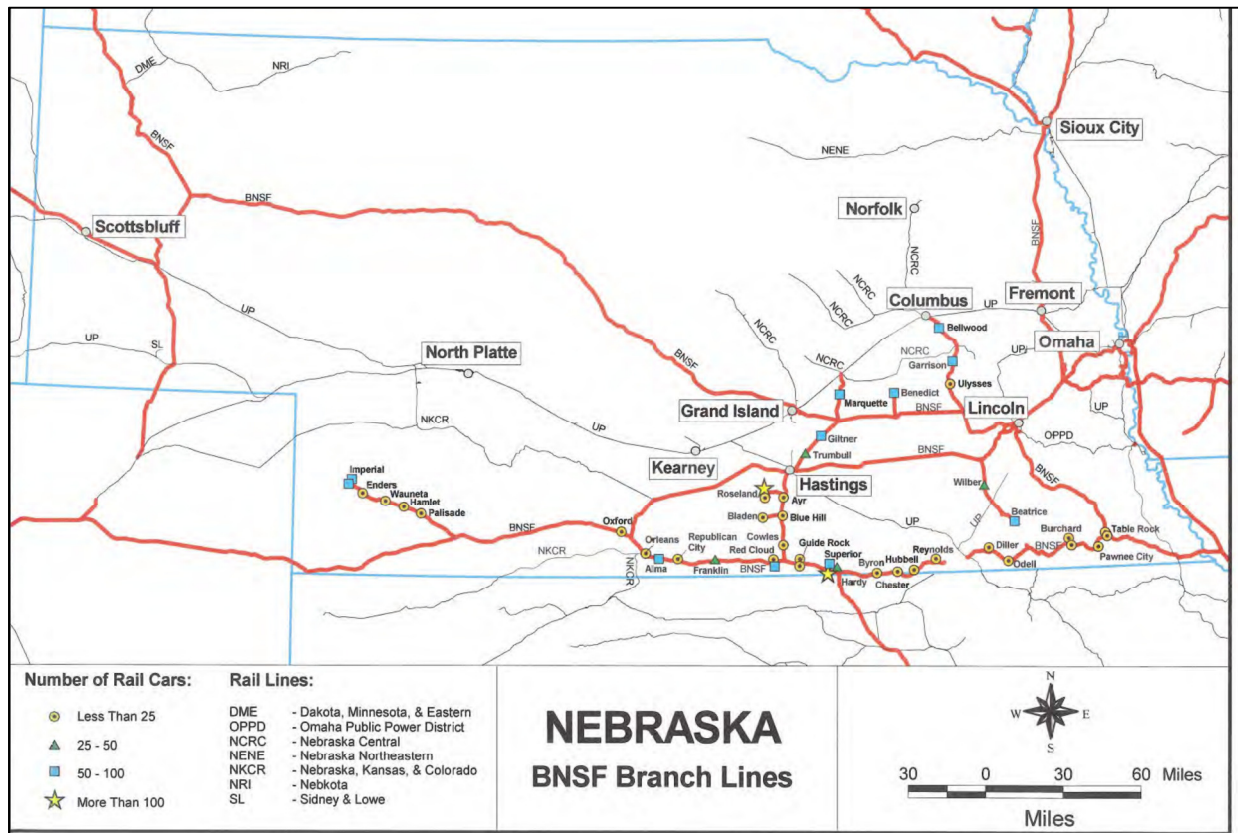 DME
NRI
BNSF
Sioux City
NENE
BNSF
Norfolk
Scottsbluff
BNSF
NCRC
NCRC
NCRC
Columbus
UP
Fremont
UP
Bellwood
NCRC
UP
SL
North Platte
BNSF
NCRC
NCRC
Garrison
UP
Omaha
Ulysses
Benedict
Marquette
Grand Island
BNSF
Lincoln
UP
NKCR
UP
Giltner
OPPD
Trumbull
Kearney
BNSF
Imperial
Enders
Wauneta
Hamlet
Palisade
Hastings
Wilber
Roseland
Ayr
Beatrice
Bladen
Blue Hill
UP
UP
Burchard
Table Rock
BNSF
Oxford
Orleans
Republican
City
Cowles
Red Cloud
Guide Rock
Superior
Reynolds
Hubbell
Byron
Diller
BNSF
Pawnee City
Odell
NKCR
NKCR
Alma
Franklin
BNSF
Hardy
Chester
Number of Rail Cars:
Less Than 25
25 - 50
50 - 100
More Than 100
Rail Lines:
DME - Dakota, Minnesota, & Eastern
OPPD - Omaha Public Power District
NCRC - Nebraska Central
NENE - Nebraska Northeastern
NKCR - Nebraska, Kansas, & Colorado
NRI - Nebkota
SL - Sidney & Lowe
NEBRASKA
BNSF Branch Lines
N
W E
S
30 0 30 60 Miles
Miles